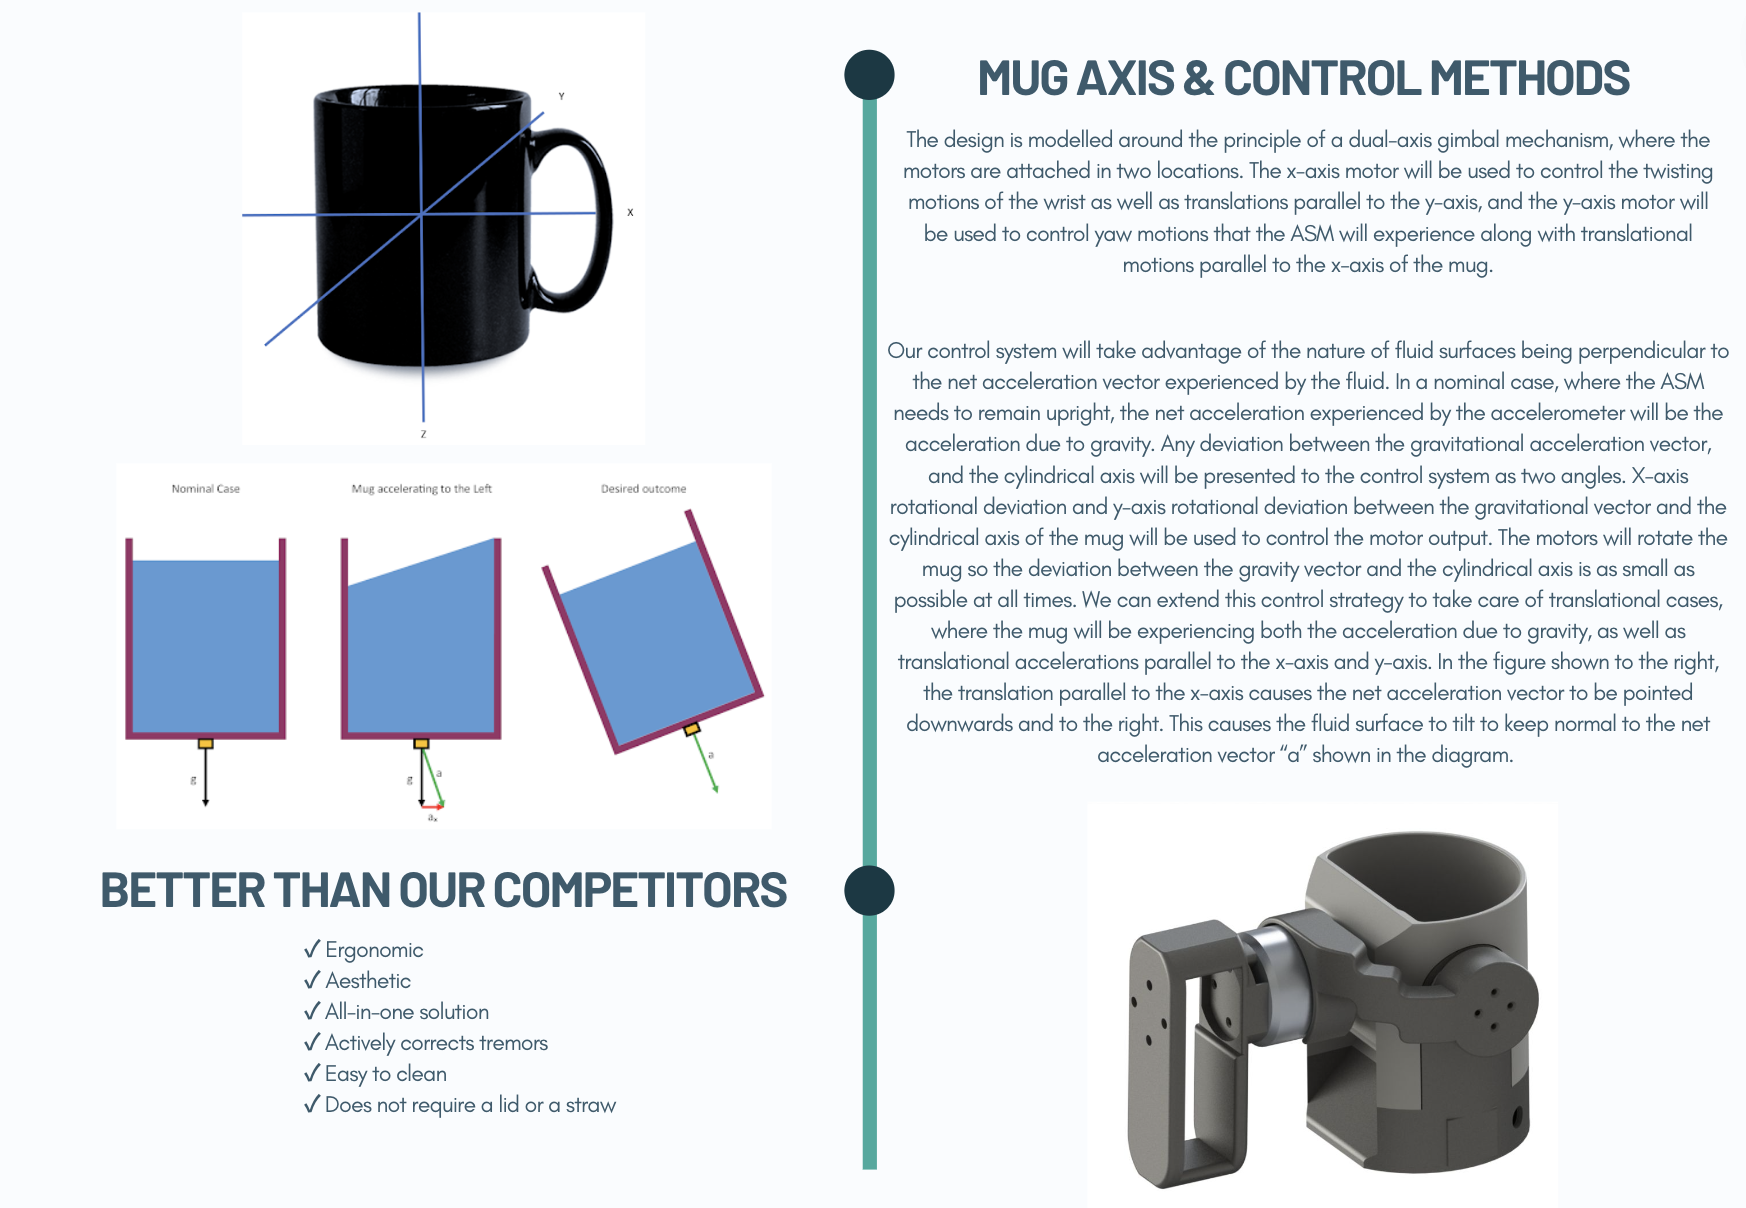 Y
X
Z
Nominal Case
Mug accelerating to the Left
Desired outcome
g
g
a
aₓ
a
BETTER THAN OUR COMPETITORS
✓ Ergonomic
✓ Aesthetic
✓ All-in-one solution
✓ Actively corrects tremors
✓ Easy to clean
✓ Does not require a lid or a straw
MUG AXIS & CONTROL METHODS
The design is modelled around the principle of a dual-axis gimbal mechanism, where the
motors are attached in two locations. The x-axis motor will be used to control the twisting
motions of the wrist as well as translations parallel to the y-axis, and the y-axis motor will
be used to control yaw motions that the ASM will experience along with translational
motions parallel to the x-axis of the mug.
Our control system will take advantage of the nature of fluid surfaces being perpendicular to
the net acceleration vector experienced by the fluid. In a nominal case, where the ASM
needs to remain upright, the net acceleration experienced by the accelerometer will be the
acceleration due to gravity. Any deviation between the gravitational acceleration vector,
and the cylindrical axis will be presented to the control system as two angles. X-axis
rotational deviation and y-axis rotational deviation between the gravitational vector and the
cylindrical axis of the mug will be used to control the motor output. The motors will rotate the
mug so the deviation between the gravity vector and the cylindrical axis is as small as
possible at all times. We can extend this control strategy to take care of translational cases,
where the mug will be experiencing both the acceleration due to gravity, as well as
translational accelerations parallel to the x-axis and y-axis. In the figure shown to the right,
the translation parallel to the x-axis causes the net acceleration vector to be pointed
downwards and to the right. This causes the fluid surface to tilt to keep normal to the net
acceleration vector “a” shown in the diagram.